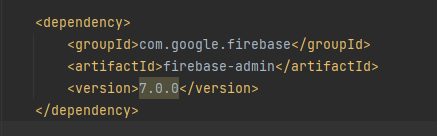 <dependency>
<groupId>com.google.firebase</groupId>
<artifactId>firebase-admin</artifactId>
<version>7.0.0</version>
</dependency>